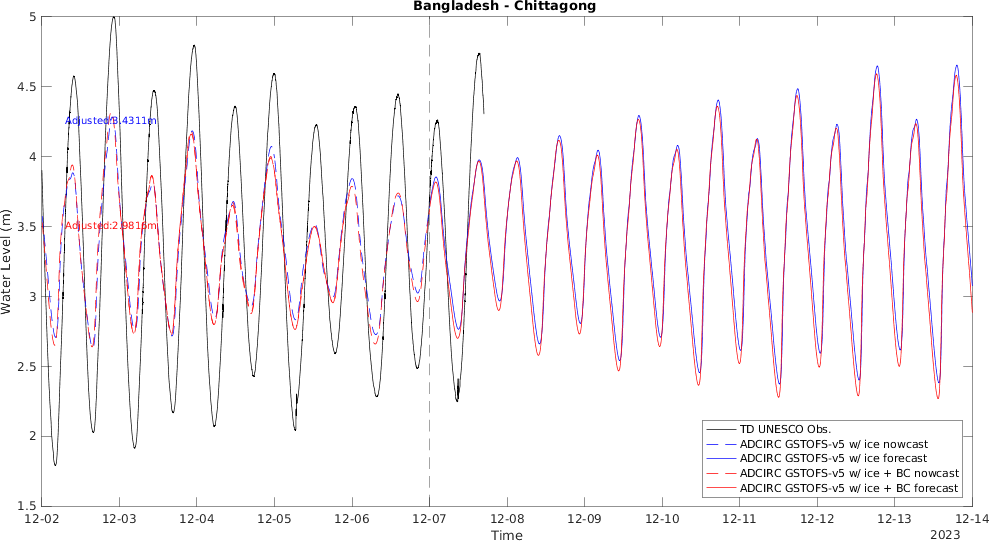 Bangladesh - Chittagong
5
4.5
4
3.5
3
2.5
2
1.5
Water Level (m)
Adjusted:3.4311m
Adjusted:2.9816m
TD UNESCO Obs.
ADCIRC GSTOFS-v5 w/ ice nowcast
ADCIRC GSTOFS-v5 w/ ice forecast
ADCIRC GSTOFS-v5 w/ ice + BC nowcast
ADCIRC GSTOFS-v5 w/ ice + BC forecast
12-02 12-03 12-04 12-05 12-06 12-07 12-08 12-09 12-10 12-11 12-12 12-13 12-14
Time
2023